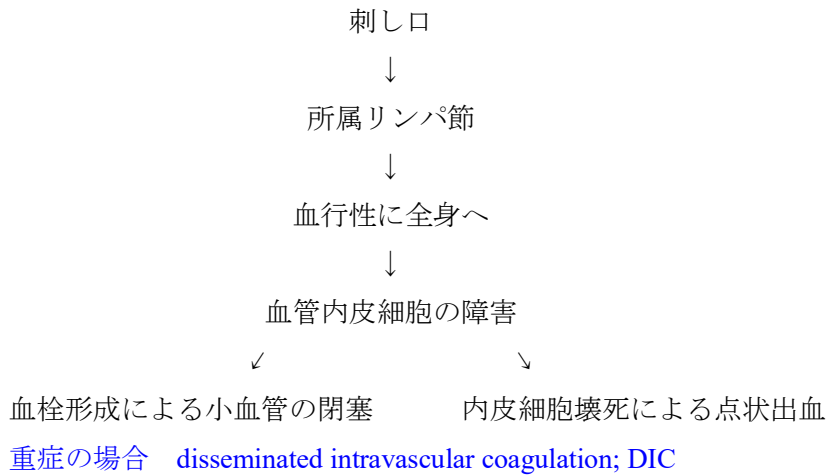 刺し口
↓
所属リンパ節
↓
血行性に全身へ
↓
血管内皮細胞の障害
↙ ↘
血栓形成による小血管の閉塞 内皮細胞壊死による点状出血
重症の場合 disseminated intravascular coagulation; DIC